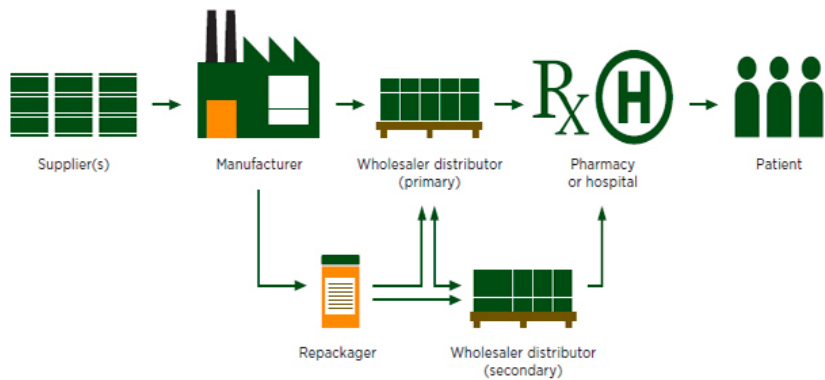 Rx H
Supplier(s)
Manufacturer
Wholesaler distributor
(primary)
Pharmacy
or hospital
Patient
Repackager
Wholesaler distributor
(secondary)